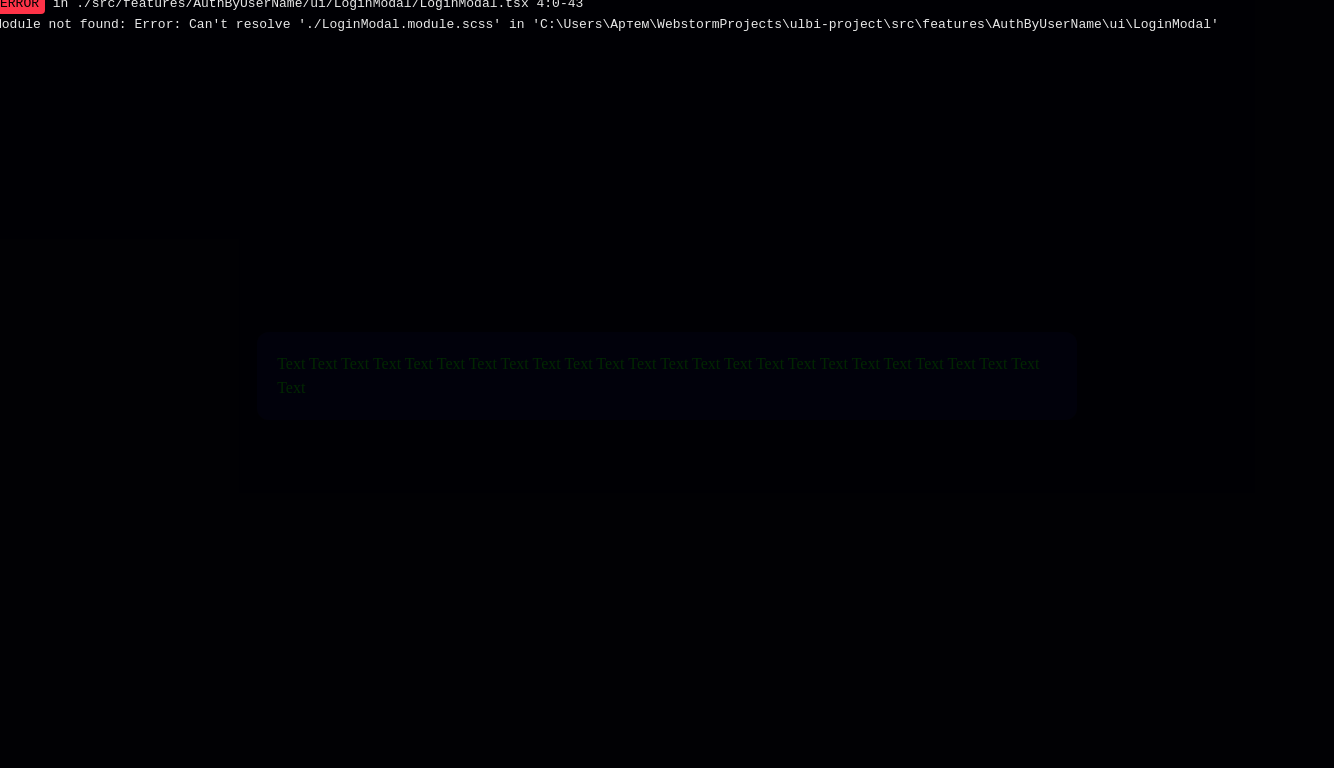 ERROR in ./src/features/AuthByUserName/ui/LoginModal/LoginModal.tsx 4:0-43
Module not found: Error: Can't resolve './LoginModal.module.scss' in 'C:\Users\Артем\WebstormProjects\ulbi-project\src\features\AuthByUserName\ui\LoginModal'
Text Text Text Text Text Text Text Text Text Text Text Text Text Text Text Text Text Text Text Text Text Text Text Text
Text